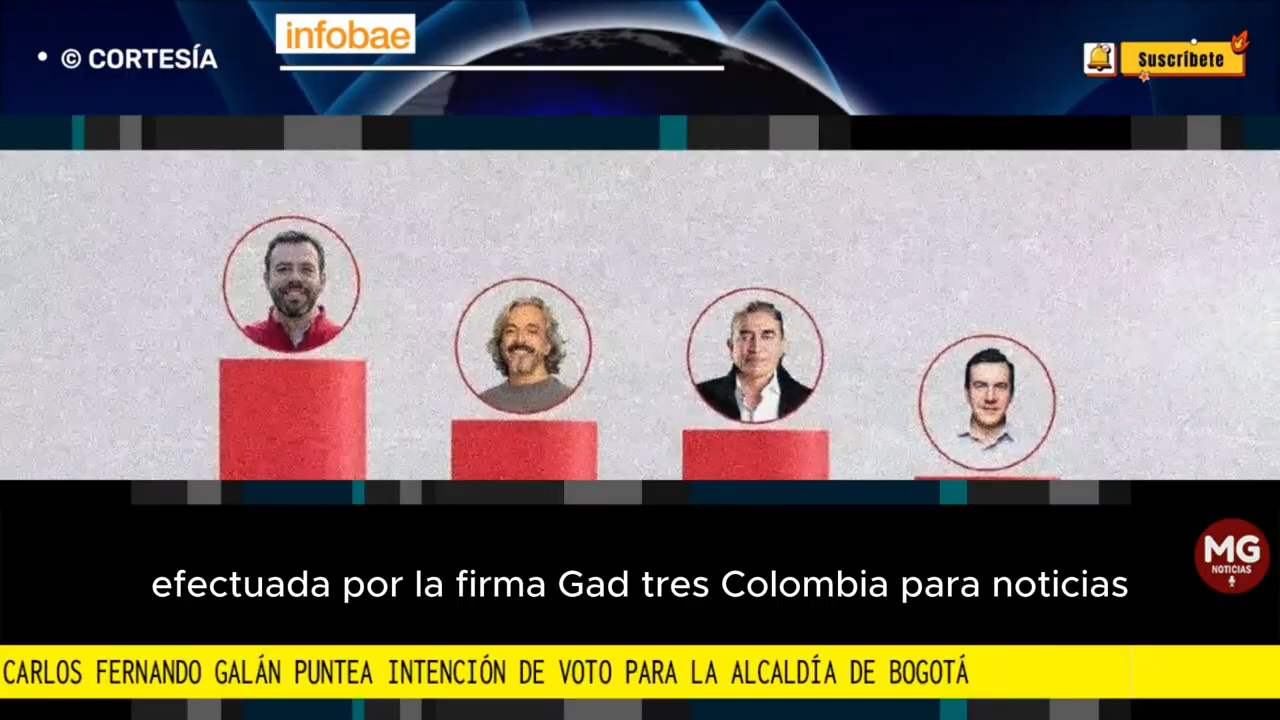 • © CORTESÍA
infobae
Suscríbete
efectuada por la firma Gad tres Colombia para noticias
MG
NOTICIAS
CARLOS FERNANDO GALÁN PUNTEA INTENCIÓN DE VOTO PARA LA ALCALDÍA DE BOGOTÁ